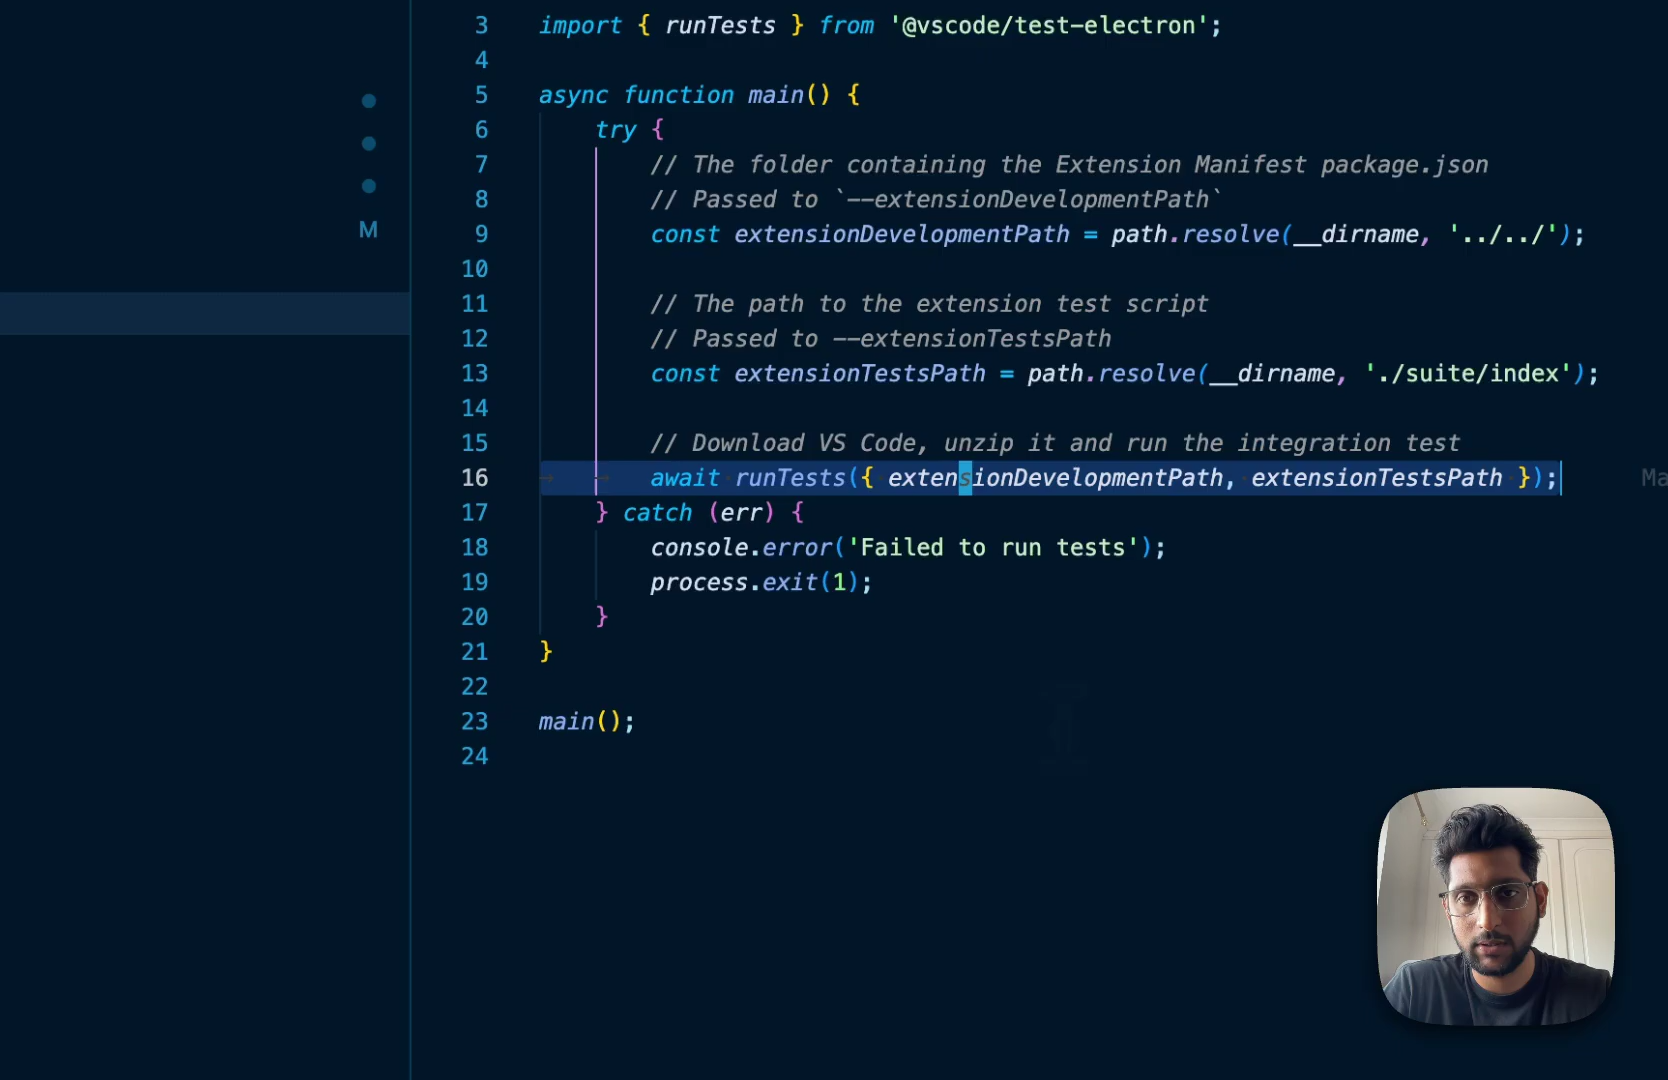 3 import { runTests } from '@vscode/test-electron';
4
5 async function main() {
6 try {
7 // The folder containing the Extension Manifest package.json
8 // Passed to `--extensionDevelopmentPath`
M
9 const extensionDevelopmentPath = path.resolve(__dirname, '../../');
10
11 // The path to the extension test script
12 // Passed to --extensionTestsPath
13 const extensionTestsPath = path.resolve(__dirname, './suite/index');
14
15 // Download VS Code, unzip it and run the integration test
16 await runTests({ extensionDevelopmentPath, extensionTestsPath }); Ma
17 } catch (err) {
18 console.error('Failed to run tests');
19 process.exit(1);
20 }
21 }
22
23 main();
24